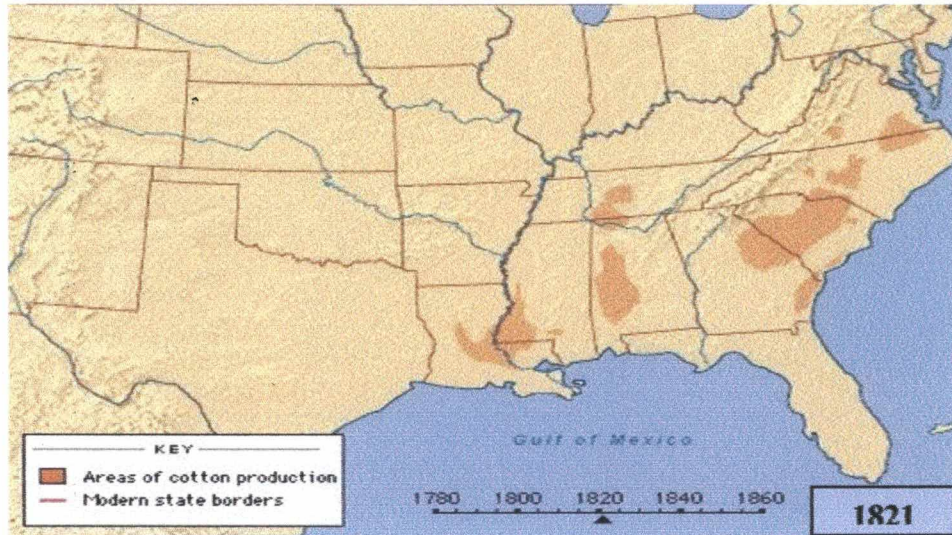 Gulf of Mexico
KEY
Areas of cotton production
Modern state borders
1780 1800 1820 1840 1860
1821